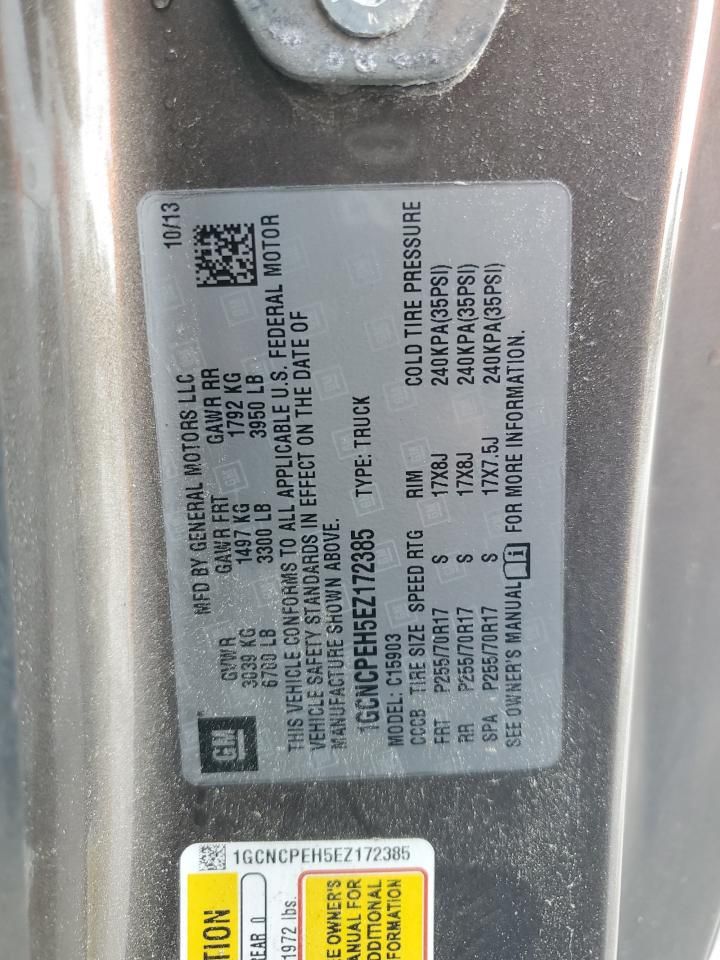 GM
MFD BY GENERAL MOTORS LLC 10/13
GVWR GAWR FRT GAWR RR
3039 KG 1497 KG 1792 KG
6700 LB 3300 LB 3950 LB
THIS VEHICLE CONFORMS TO ALL APPLICABLE U.S. FEDERAL MOTOR
VEHICLE SAFETY STANDARDS IN EFFECT ON THE DATE OF
MANUFACTURE SHOWN ABOVE.
1GCNCPEH5EZ172385 TYPE: TRUCK
MODEL: C15903
CCCB TIRE SIZE SPEED RTG RIM COLD TIRE PRESSURE
FRT P255/70R17 S 17X8J 240KPA(35PSI)
RR P255/70R17 S 17X8J 240KPA(35PSI)
SPA P255/70R17 S 17X7.5J 240KPA(35PSI)
SEE OWNER'S MANUAL i FOR MORE INFORMATION.
1GCNCPEH5EZ172385
TION
REAR 0
1972 lbs.
E OWNER'S
ANUAL FOR
DDITIONAL
FORMATION